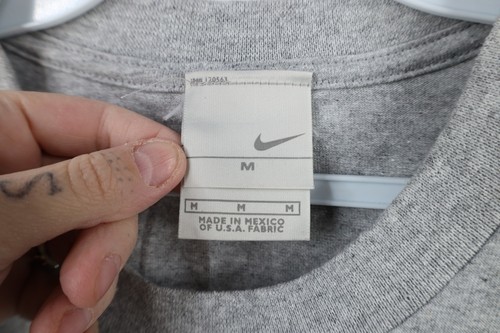 M
M M M
MADE IN MEXICO
OF U.S.A. FABRIC